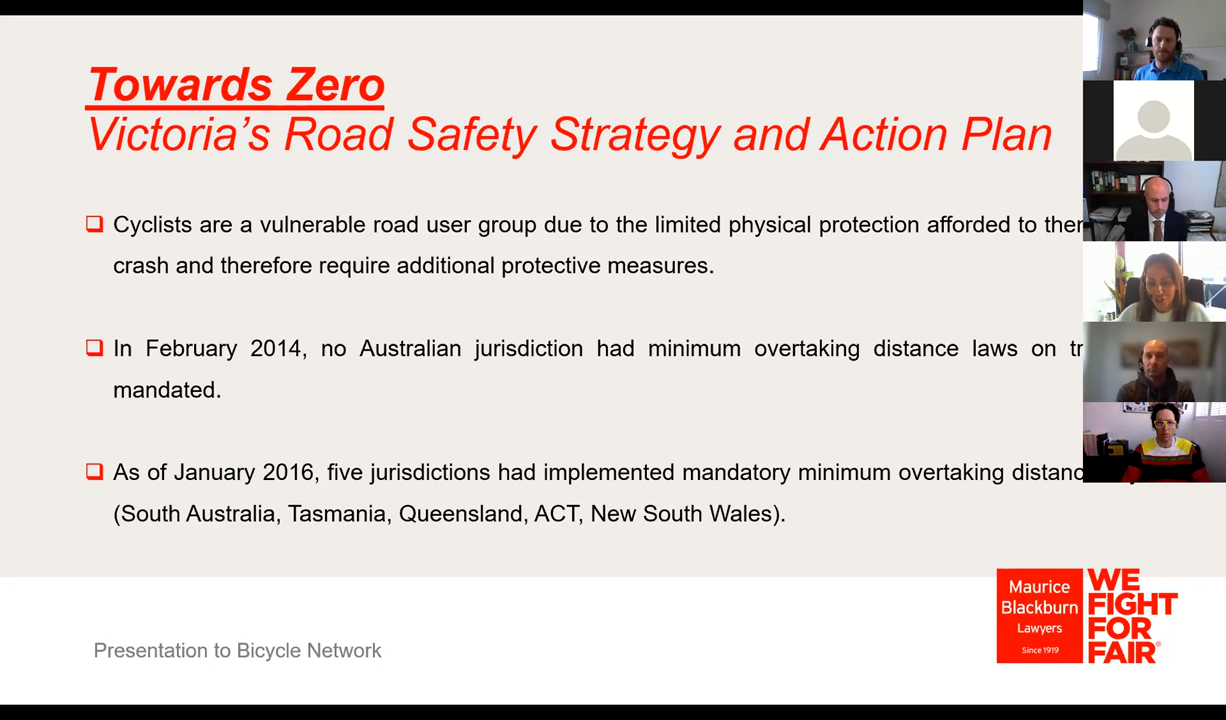 Towards Zero
Victoria's Road Safety Strategy and Action Plan
❑ Cyclists are a vulnerable road user group due to the limited physical protection afforded to
crash and therefore require additional protective measures.
❑ In February 2014, no Australian jurisdiction had minimum overtaking distance laws on
mandated.
❑ As of January 2016, five jurisdictions had implemented mandatory minimum overtaking
(South Australia, Tasmania, Queensland, ACT, New South Wales).
Presentation to Bicycle Network
Maurice
Blackburn
Lawyers
Since 1919
WE
FIGHT
FOR
FAIR®